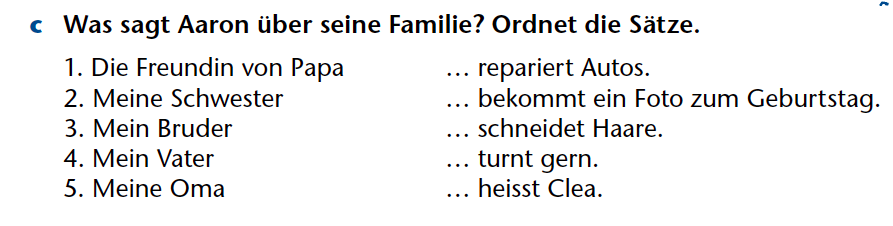 c Was sagt Aaron über seine Familie? Ordnet die Sätze.
1. Die Freundin von Papa … repariert Autos.
2. Meine Schwester … bekommt ein Foto zum Geburtstag.
3. Mein Bruder … schneidet Haare.
4. Mein Vater … turnt gern.
5. Meine Oma … heisst Clea.